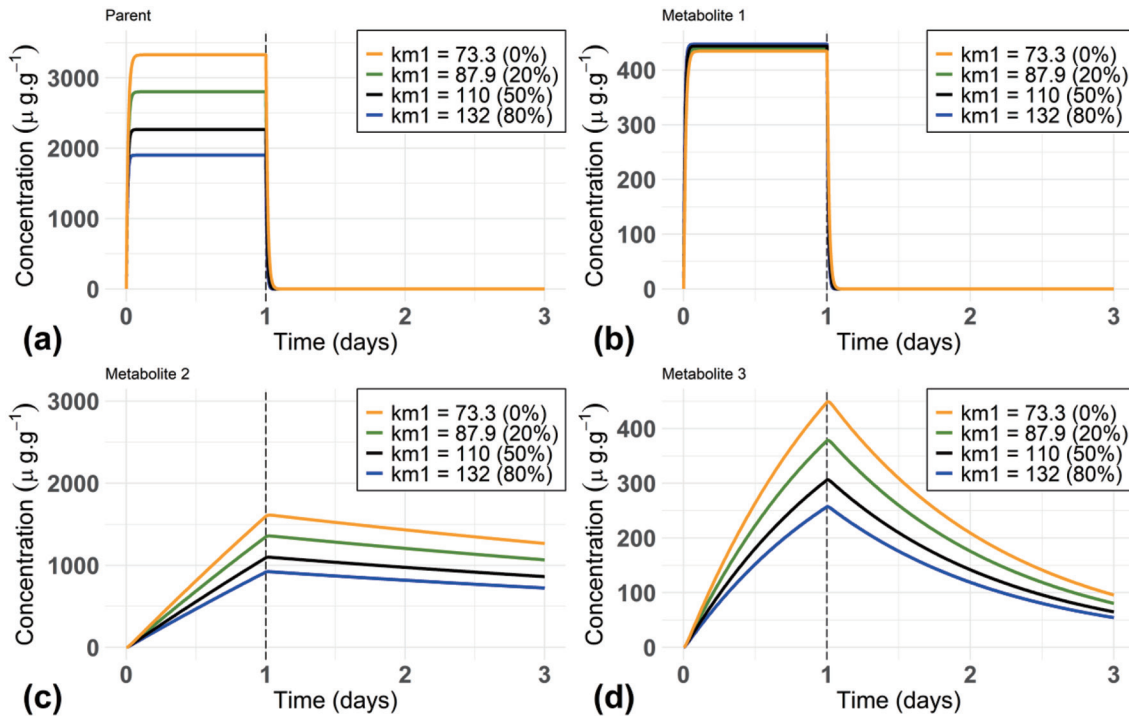 Parent
km1 = 73.3 (0%)
km1 = 87.9 (20%)
km1 = 110 (50%)
km1 = 132 (80%)
Concentration (μ g.g⁻¹)
3000
2000
1000
0
0 1 2 3
Time (days)
(a)
Metabolite 1
km1 = 73.3 (0%)
km1 = 87.9 (20%)
km1 = 110 (50%)
km1 = 132 (80%)
Concentration (μ g.g⁻¹)
400
300
200
100
0
0 1 2 3
Time (days)
(b)
Metabolite 2
km1 = 73.3 (0%)
km1 = 87.9 (20%)
km1 = 110 (50%)
km1 = 132 (80%)
Concentration (μ g.g⁻¹)
3000
2000
1000
0
0 1 2 3
Time (days)
(c)
Metabolite 3
km1 = 73.3 (0%)
km1 = 87.9 (20%)
km1 = 110 (50%)
km1 = 132 (80%)
Concentration (μ g.g⁻¹)
400
300
200
100
0
0 1 2 3
Time (days)
(d)